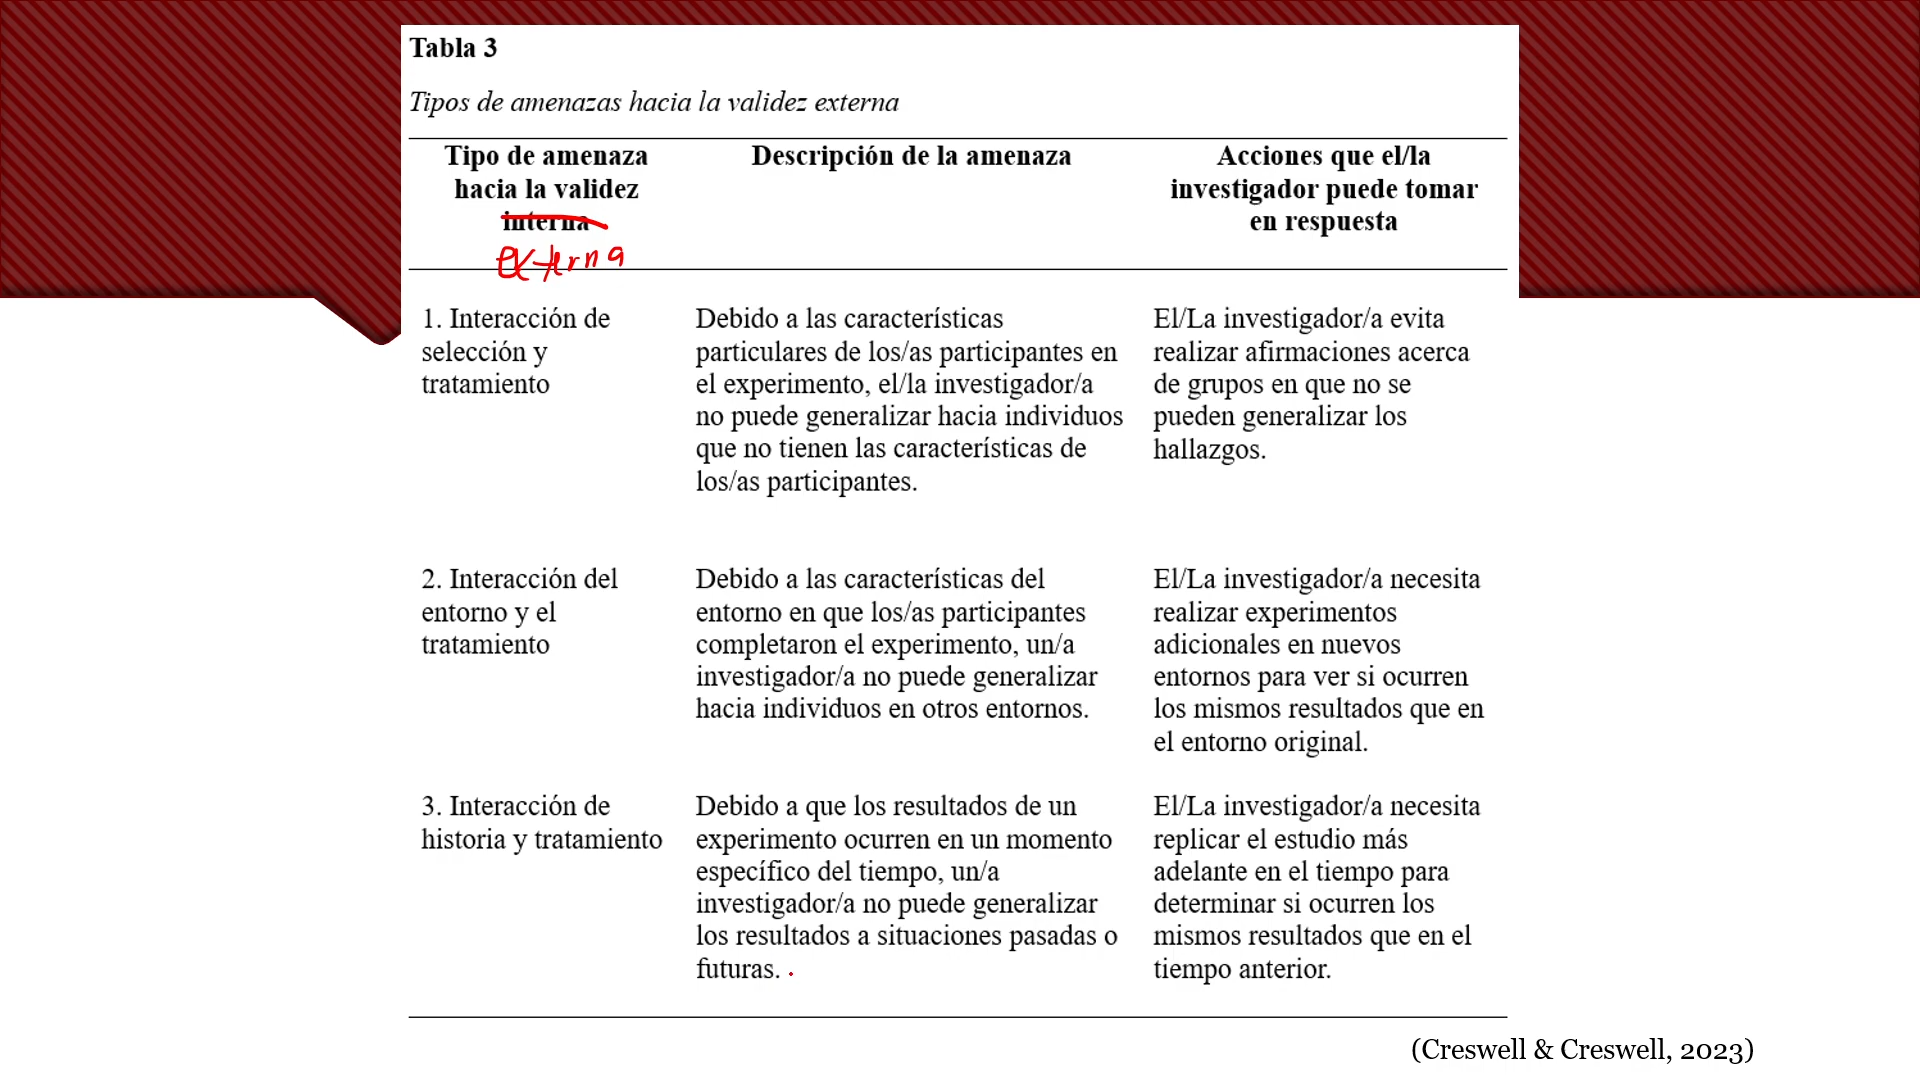 Tabla 3
Tipos de amenazas hacia la validez externa
Tipo de amenaza
hacia la validez
interna
externa
Descripción de la amenaza
Acciones que el/la
investigador puede tomar
en respuesta
1. Interacción de
selección y
tratamiento
Debido a las características
particulares de los/as participantes en
el experimento, el/la investigador/a
no puede generalizar hacia individuos
que no tienen las características de
los/as participantes.
El/La investigador/a evita
realizar afirmaciones acerca
de grupos en que no se
pueden generalizar los
hallazgos.
2. Interacción del
entorno y el
tratamiento
Debido a las características del
entorno en que los/as participantes
completaron el experimento, un/a
investigador/a no puede generalizar
hacia individuos en otros entornos.
El/La investigador/a necesita
realizar experimentos
adicionales en nuevos
entornos para ver si ocurren
los mismos resultados que en
el entorno original.
3. Interacción de
historia y tratamiento
Debido a que los resultados de un
experimento ocurren en un momento
específico del tiempo, un/a
investigador/a no puede generalizar
los resultados a situaciones pasadas o
futuras.
El/La investigador/a necesita
replicar el estudio más
adelante en el tiempo para
determinar si ocurren los
mismos resultados que en el
tiempo anterior.
(Creswell & Creswell, 2023)